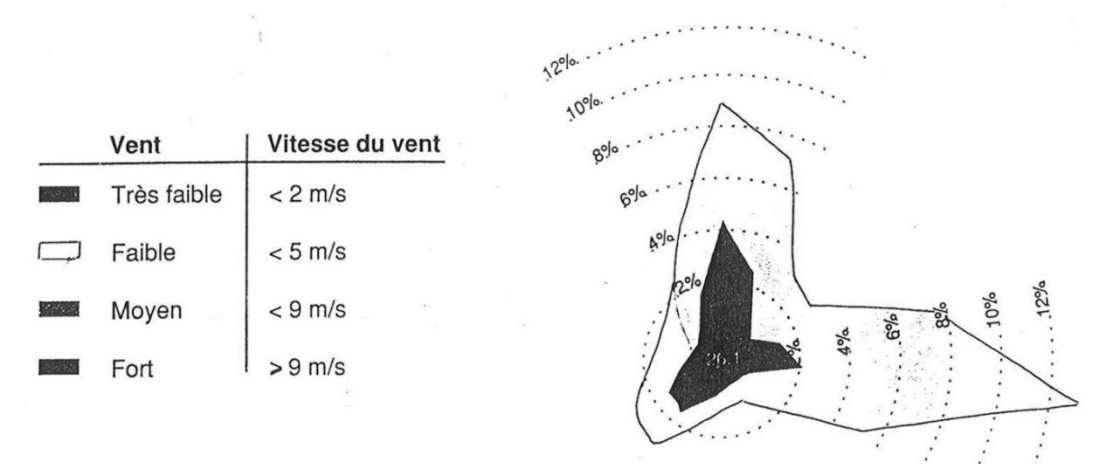 Vent Vitesse du vent
Très faible < 2 m/s
Faible < 5 m/s
Moyen < 9 m/s
Fort > 9 m/s
12%
10%
8%
6%
4%
2%
26.1
4%
6%
8%
10%
12%